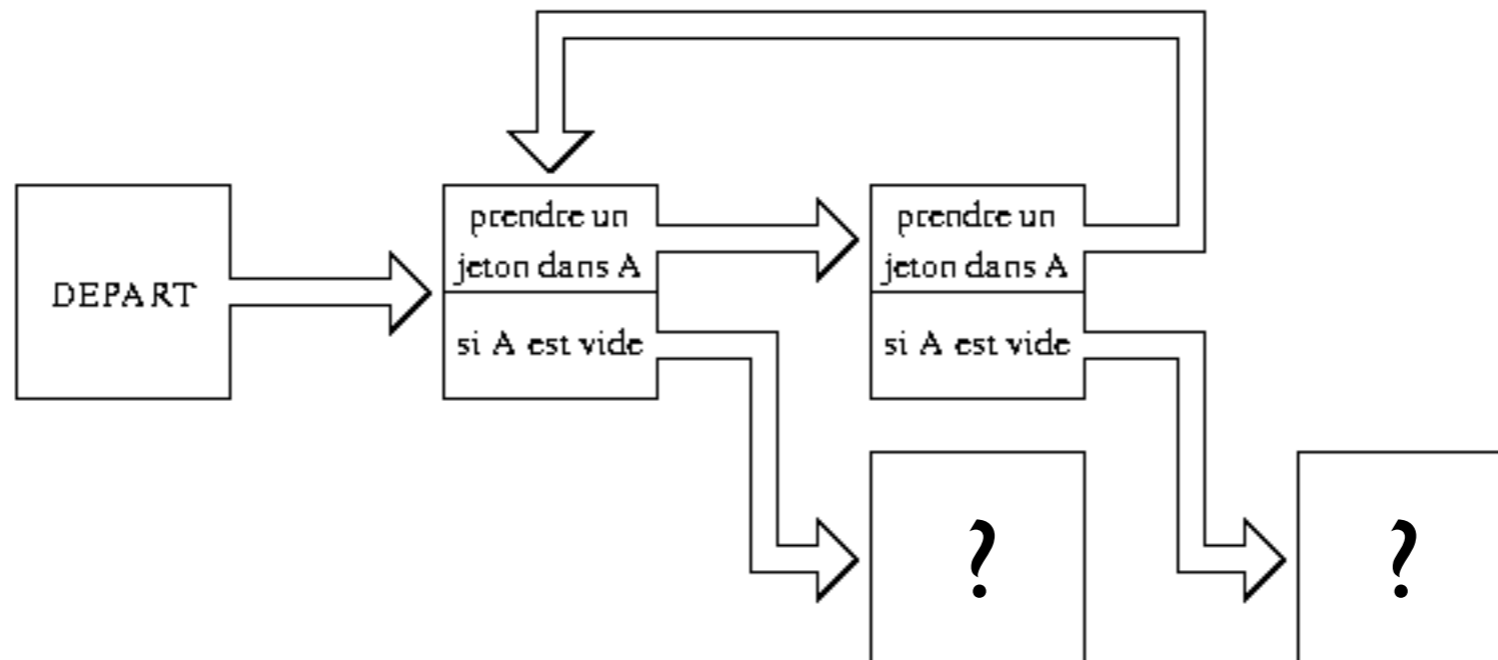 DEPART
prendre un
jeton dans A
si A est vide
prendre un
jeton dans A
si A est vide
?
?